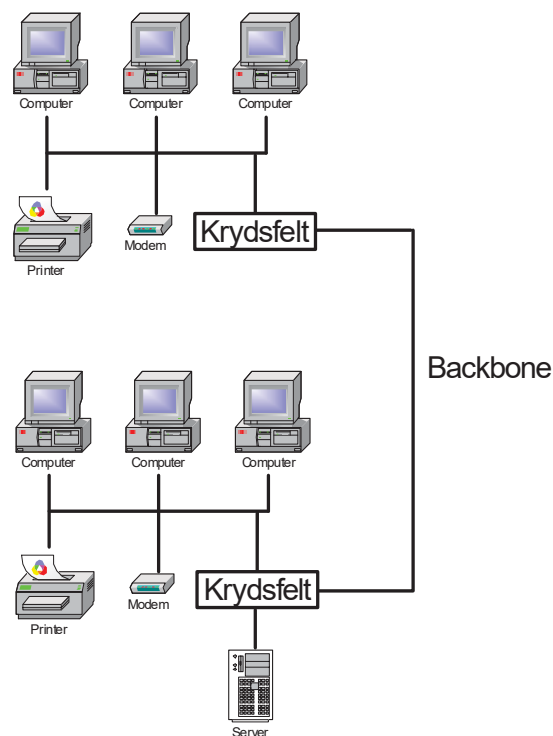 Computer Computer Computer
Krydsfelt
Modem
Printer
Backbone
Computer Computer Computer
Krydsfelt
Modem
Printer
Server